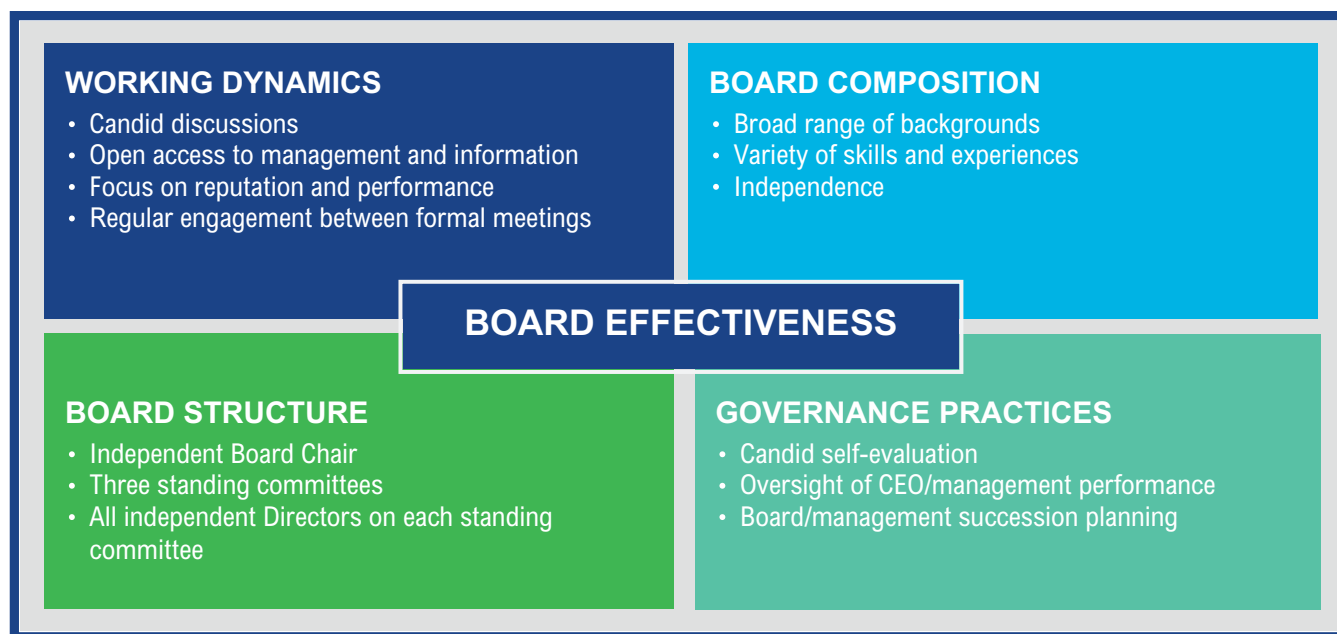 WORKING DYNAMICS
• Candid discussions
• Open access to management and information
• Focus on reputation and performance
• Regular engagement between formal meetings
BOARD COMPOSITION
• Broad range of backgrounds
• Variety of skills and experiences
• Independence
BOARD EFFECTIVENESS
BOARD STRUCTURE
• Independent Board Chair
• Three standing committees
• All independent Directors on each standing
committee
GOVERNANCE PRACTICES
• Candid self-evaluation
• Oversight of CEO/management performance
• Board/management succession planning